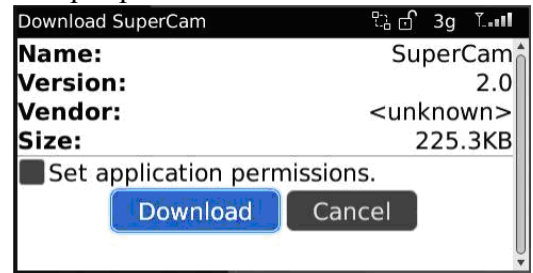 Download SuperCam 3g
Name: SuperCam
Version: 2.0
Vendor: <unknown>
Size: 225.3KB
Set application permissions.
Download Cancel